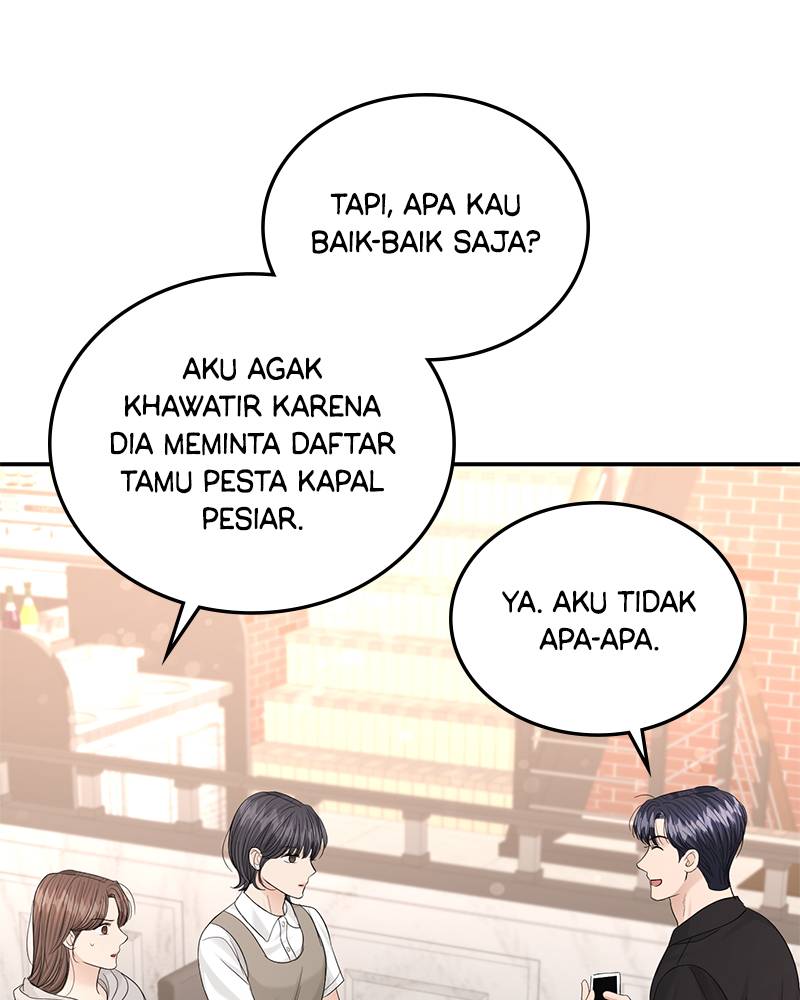 TAPI, APA KAU
BAIK-BAIK SAJA?
AKU AGAK
KHAWATIR KARENA
DIA MEMINTA DAFTAR
TAMU PESTA KAPAL
PESIAR.
YA. AKU TIDAK
APA-APA.